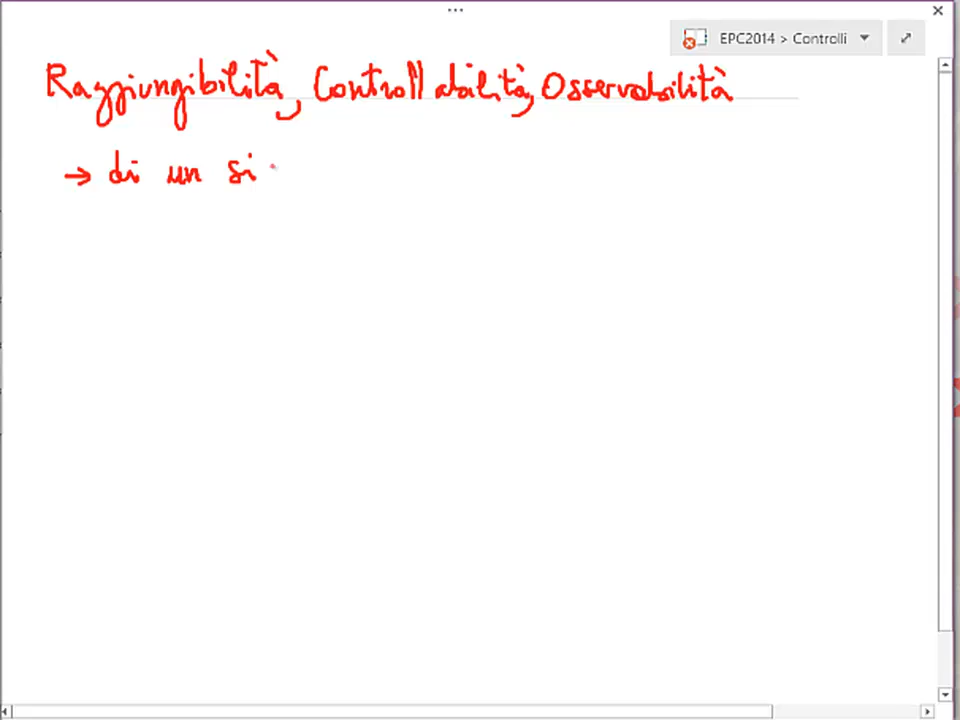 EPC2014 > Controlli
Raggiungibilità, Controllabilità, Osservabilità
→ di un si